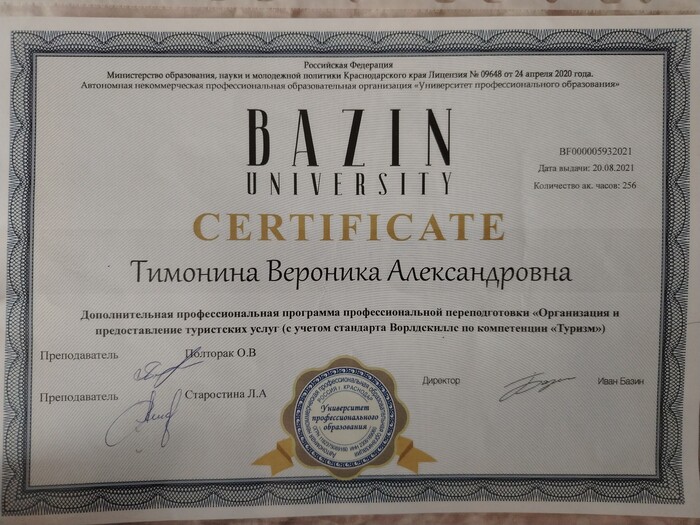 Российская Федерация
Министерство образования, науки и молодежной политики Краснодарского края Лицензия № 09648 от 24 апреля 2020 года.
Автономная некоммерческая профессиональная образовательная организация «Университет профессионального образования»
BAZIN
UNIVERSITY
BF000005932021
Дата выдачи: 20.08.2021
Количество ак. часов: 256
CERTIFICATE
Тимонина Вероника Александровна
Дополнительная профессиональная программа профессиональной переподготовки «Организация и
предоставление туристских услуг (с учетом стандарта Ворлдскиллс по компетенции «Туризм»)
Преподаватель Полторак О.В
Преподаватель Старостина Л.А
Директор Иван Базин
Университет
профессионального
образования